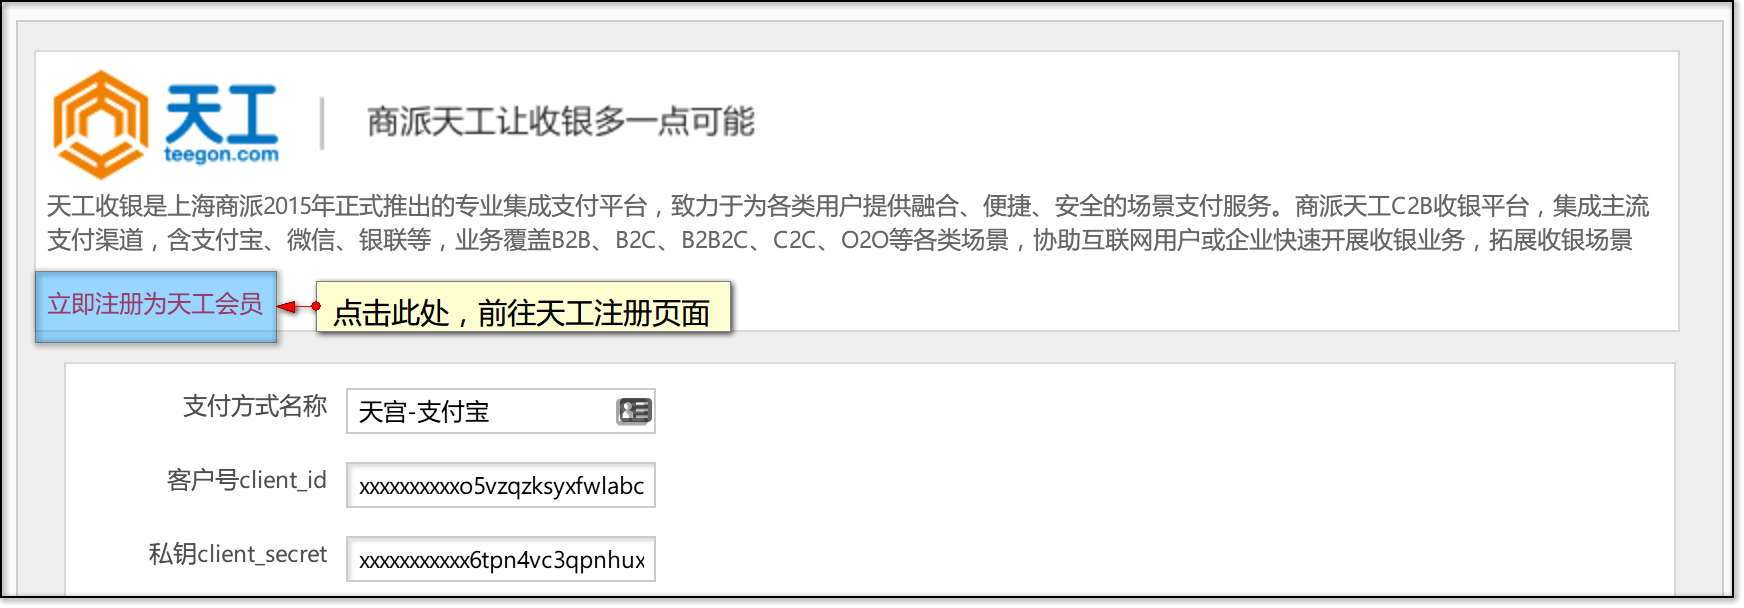 天工
teegon.com
商派天工让收银多一点可能
天工收银是上海商派2015年正式推出的专业集成支付平台，致力于为各类用户提供融合、便捷、安全的场景支付服务。商派天工C2B收银平台，集成主流
支付渠道，含支付宝、微信、银联等，业务覆盖B2B、B2C、B2B2C、C2C、O2O等各类场景，协助互联网用户或企业快速开展收银业务，拓展收银场景
立即注册为天工会员
点击此处，前往天工注册页面
支付方式名称 天宫-支付宝
客户号client_id xxxxxxxxxxo5vzqzksyxfwlabc
私钥client_secret xxxxxxxxxxx6tpn4vc3qpnhux